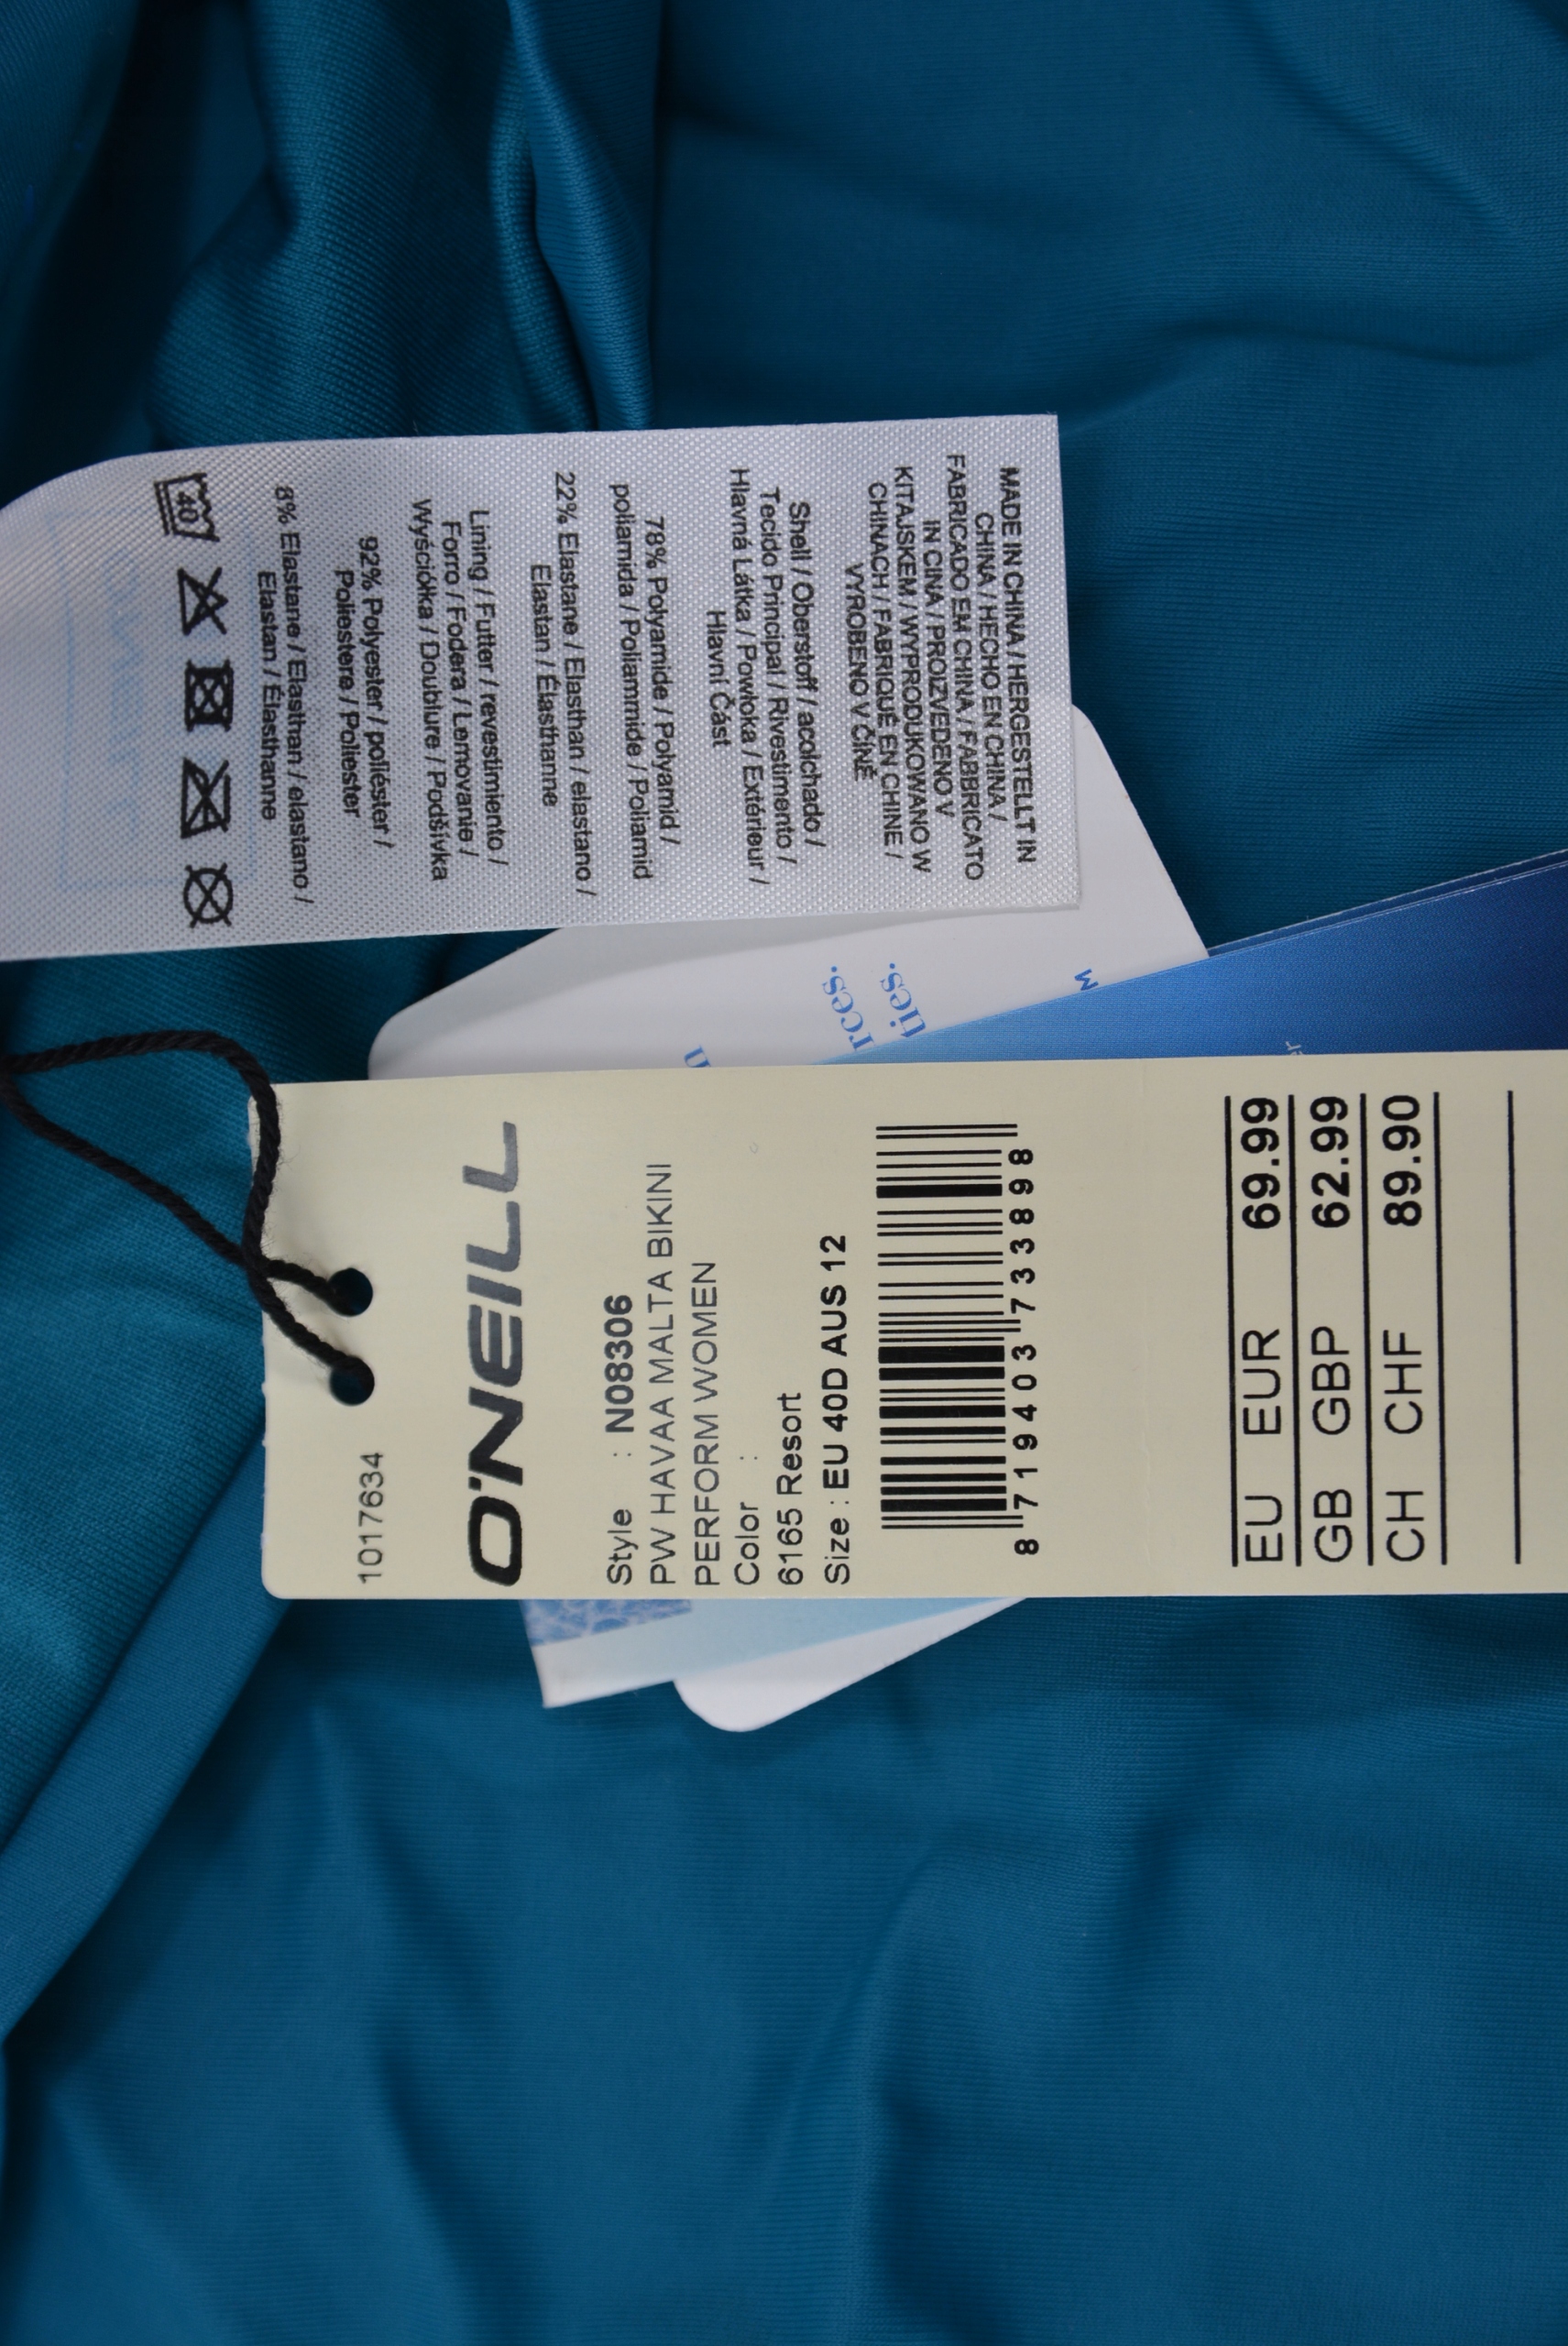 MADE IN CHINA / HERGESTELLT IN
CHINA / HECHO EN CHINA /
FABRICADO EM CHINA / FABBRICATO
IN CINA / PROIZVEDENO V
KITAJSKEM / WYPRODUKOWANO W
CHINACH / FABRIQUÉ EN CHINE /
VYROBENO V ČÍNĚ
Shell / Oberstoff / acolchado /
Tecido Principal / Rivestimento /
Hlavná Látka / Powłoka / Extérieur /
Hlavní Část
78% Polyamide / Polyamid /
poliamida / Poliammide / Poliamid
22% Elastane / Elasthan / elastano /
Elastan / Élasthanne
Lining / Futter / revestimiento /
Forro / Fodera / Lemovanie /
Wyściółka / Doublure / Podšívka
92% Polyester / poliéster /
Poliestere / Poliester
8% Elastane / Elasthan / elastano /
Elastan / Élasthanne
40
rces.
ties.
M
1017634
O'NEILL
Style : N08306
PW HAVAA MALTA BIKINI
PERFORM WOMEN
Color :
6165 Resort
Size : EU 40D AUS 12
8 719403 733898
EU EUR 69.99
GB GBP 62.99
CH CHF 89.90